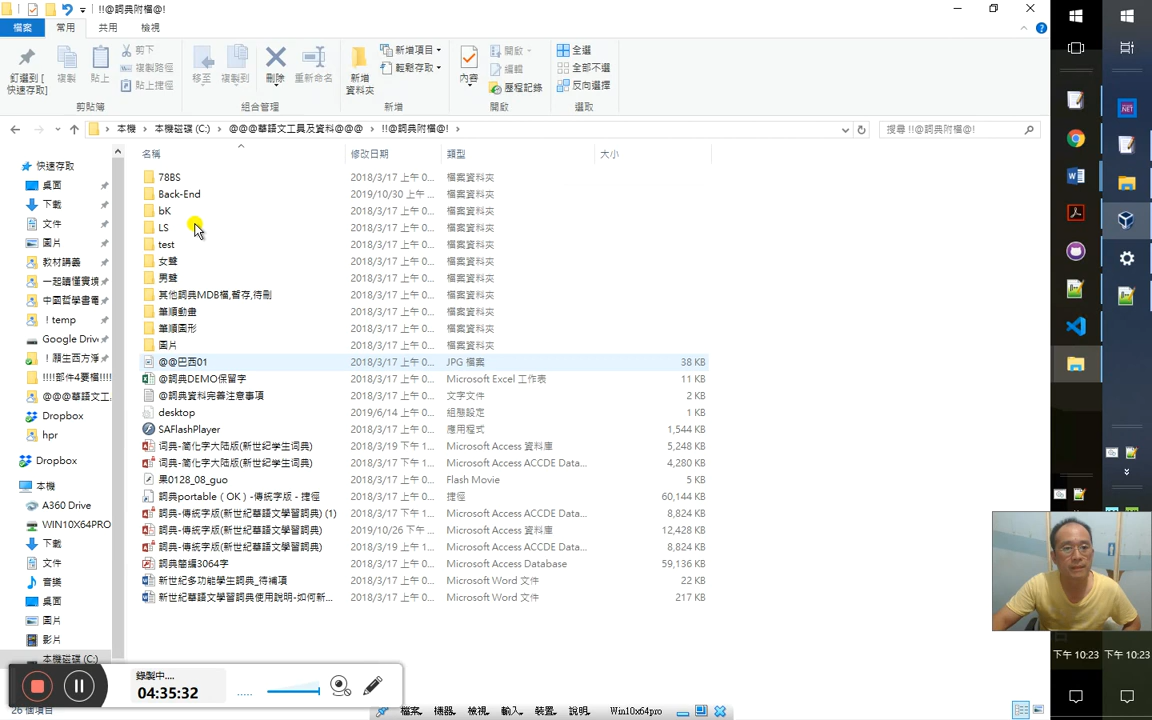 !!@詞典附檔@!
檔案 常用 共用 檢視
釘選到 [快速存取]
複製
貼上
剪下
複製路徑
貼上捷徑
剪貼簿
移至
複製到
刪除
重新命名
組合管理
新增資料夾
新增項目
輕鬆存取
新增
內容
開啟
編輯
歷程記錄
開啟
全選
全部不選
反向選擇
選取
本機 > 本機磁碟 (C:) > @@@華語文工具及資料@@@ > !!@詞典附檔@! >
搜尋 !!@詞典附檔@!
快速存取
桌面
下載
文件
圖片
教材講義
一起讀懂實境
中國哲學書電
! temp
Google Driv
!願生西方淨
!!!!部件4要檔!!!!
@@@華語文工.
Dropbox
hpr
Dropbox
本機
A360 Drive
WIN10X64PRO
下載
文件
音樂
桌面
圖片
影片
本機磁碟 (C:)
名稱 修改日期 類型 大小
78BS 2018/3/17 上午 0... 檔案資料夾
Back-End 2019/10/30 上午... 檔案資料夾
bK 2018/3/17 上午 0... 檔案資料夾
LS 2018/3/17 上午 0... 檔案資料夾
test 2018/3/17 上午 0... 檔案資料夾
女聲 2018/3/17 上午 0... 檔案資料夾
男聲 2018/3/17 上午 0... 檔案資料夾
其他詞典MDB檔,暫存,待刪 2018/3/17 上午 0... 檔案資料夾
筆順動畫 2018/3/17 上午 0... 檔案資料夾
筆順圖形 2018/3/17 上午 0... 檔案資料夾
圖片 2018/3/17 上午 0... 檔案資料夾
@@巴西01 2018/3/17 上午 0... JPG 檔案 38 KB
@詞典DEMO保留字 2018/3/17 上午 0... Microsoft Excel 工作表 11 KB
@詞典資料完善注意事項 2018/3/17 上午 0... 文字文件 2 KB
desktop 2019/6/14 上午 0... 組態設定 1 KB
SAFlashPlayer 2018/3/17 上午 0... 應用程式 1,544 KB
词典-简化字大陆版(新世纪学生词典) 2018/3/19 下午 1... Microsoft Access 資料庫 5,248 KB
词典-简化字大陆版(新世纪学生词典) 2018/3/17 下午 1... Microsoft Access ACCDE Data... 4,280 KB
果0128_08_guo 2018/3/17 上午 0... Flash Movie 5 KB
詞典portable(OK)-傳統字版 - 捷徑 2018/3/17 上午 0... 捷徑 60,144 KB
詞典-傳統字版(新世紀華語文學習詞典) (1) 2018/3/17 上午 0... Microsoft Access ACCDE Data... 8,824 KB
詞典-傳統字版(新世紀華語文學習詞典) 2019/10/26 下午... Microsoft Access 資料庫 12,428 KB
詞典-傳統字版(新世紀華語文學習詞典) 2018/3/19 上午 1... Microsoft Access ACCDE Data... 8,824 KB
詞典簡編3064字 2018/3/17 上午 0... Microsoft Access Database 59,136 KB
新世紀多功能學生詞典_待補項 2018/3/17 上午 0... Microsoft Word 文件 22 KB
新世紀華語文學習詞典使用說明-如何新... 2018/3/17 上午 0... Microsoft Word 文件 217 KB
錄製中....
04:35:32
26 個項目
檔案 機器 檢視 輸入 裝置 說明 Win10x64pro
.NET
下午 10:23 下午 10:23